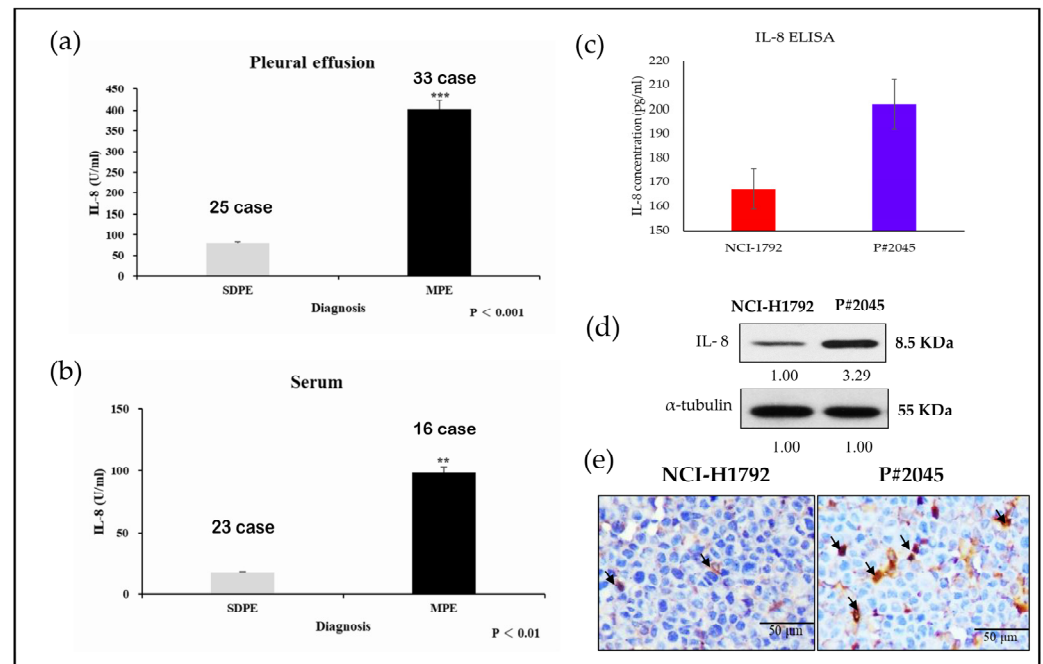 (a)
Pleural effusion
33 case
***
25 case
IL-8 (U/ml)
450
400
350
300
250
200
150
100
50
0
SDPE
MPE
Diagnosis
P < 0.001
(b)
Serum
16 case
**
23 case
IL-8 (U/ml)
150
100
50
0
SDPE
MPE
Diagnosis
P < 0.01
(c)
IL-8 ELISA
IL-8 concentration (pg/ml)
220
210
200
190
180
170
160
150
NCI-1792
P#2045
(d)
NCI-H1792
P#2045
IL- 8
8.5 KDa
1.00
3.29
α-tubulin
55 KDa
1.00
1.00
(e)
NCI-H1792
P#2045
50 μm
50 μm